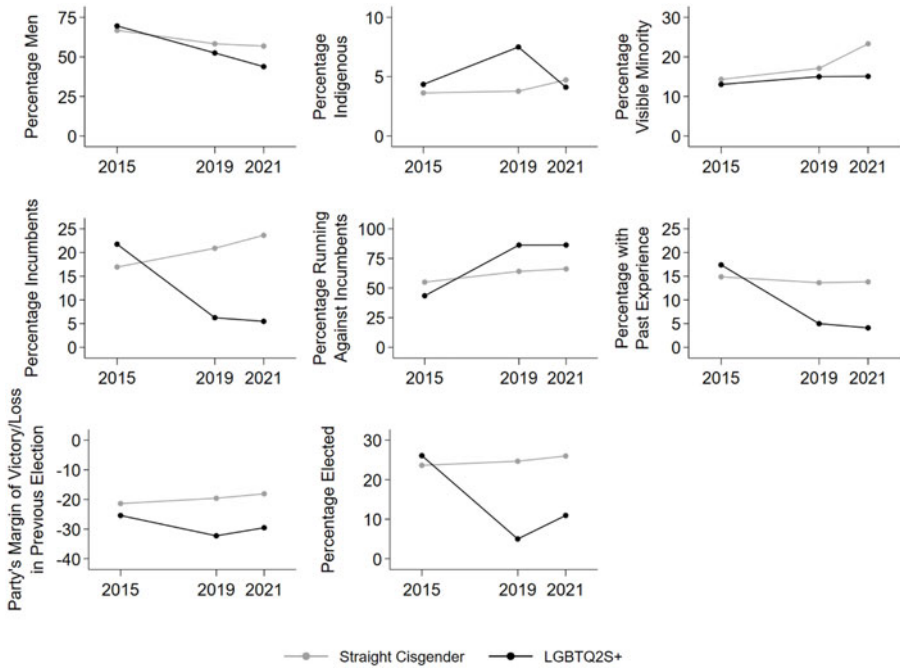 Percentage Men
75
50
25
0
2015 2019 2021
Percentage
Indigenous
10
5
0
2015 2019 2021
Percentage
Visible Minority
30
20
10
0
2015 2019 2021
Percentage Incumbents
25
20
15
10
5
0
2015 2019 2021
Percentage Running
Against Incumbents
100
75
50
25
0
2015 2019 2021
Percentage with
Past Experience
25
20
15
10
5
0
2015 2019 2021
Party's Margin of Victory/Loss
in Previous Election
0
-10
-20
-30
-40
2015 2019 2021
Percentage Elected
30
20
10
0
2015 2019 2021
Straight Cisgender LGBTQ2S+